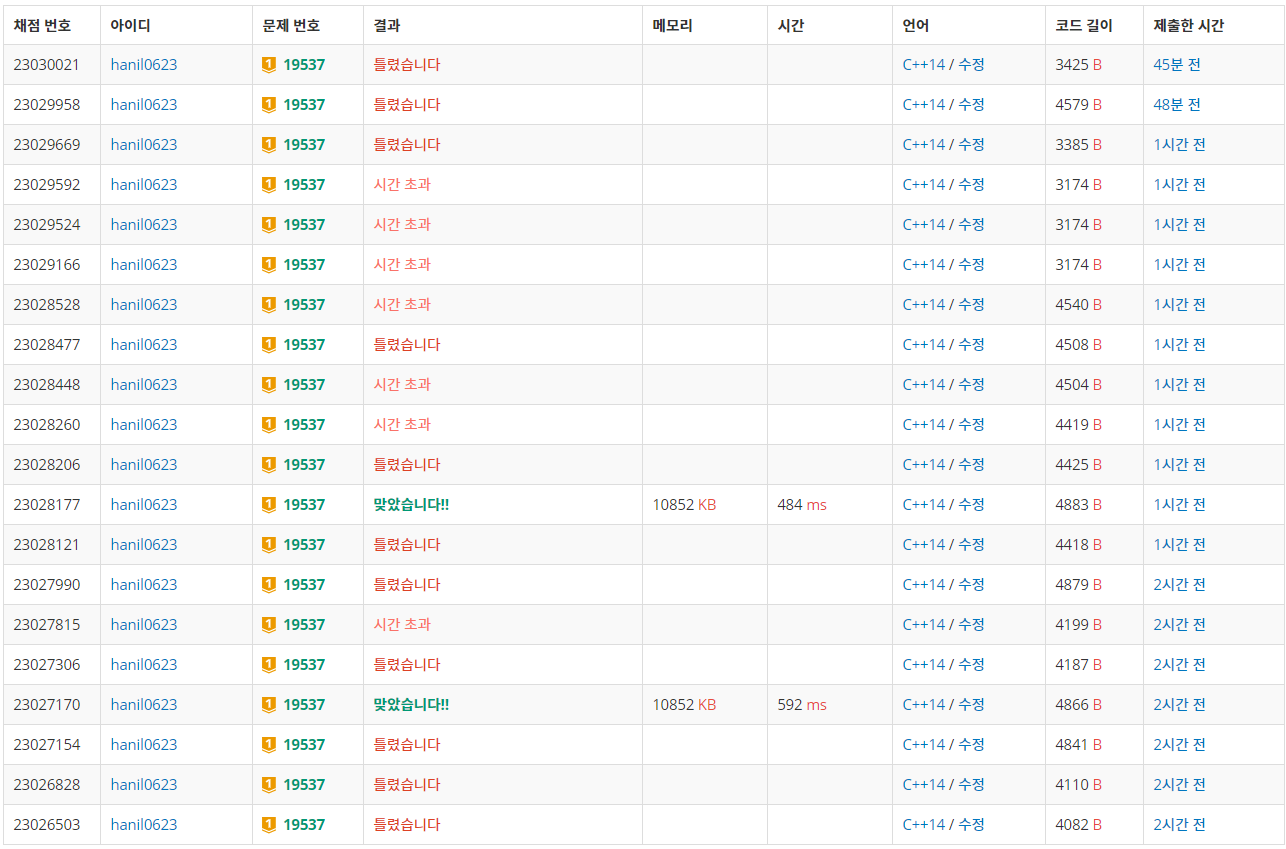 채점 번호 아이디 문제 번호 결과 메모리 시간 언어 코드 길이 제출한 시간
23030021 hanil0623 1 19537 틀렸습니다 C++14 / 수정 3425 B 45분 전
23029958 hanil0623 1 19537 틀렸습니다 C++14 / 수정 4579 B 48분 전
23029669 hanil0623 1 19537 틀렸습니다 C++14 / 수정 3385 B 1시간 전
23029592 hanil0623 1 19537 시간 초과 C++14 / 수정 3174 B 1시간 전
23029524 hanil0623 1 19537 시간 초과 C++14 / 수정 3174 B 1시간 전
23029166 hanil0623 1 19537 시간 초과 C++14 / 수정 3174 B 1시간 전
23028528 hanil0623 1 19537 시간 초과 C++14 / 수정 4540 B 1시간 전
23028477 hanil0623 1 19537 틀렸습니다 C++14 / 수정 4508 B 1시간 전
23028448 hanil0623 1 19537 시간 초과 C++14 / 수정 4504 B 1시간 전
23028260 hanil0623 1 19537 시간 초과 C++14 / 수정 4419 B 1시간 전
23028206 hanil0623 1 19537 틀렸습니다 C++14 / 수정 4425 B 1시간 전
23028177 hanil0623 1 19537 맞았습니다!! 10852 KB 484 ms C++14 / 수정 4883 B 1시간 전
23028121 hanil0623 1 19537 틀렸습니다 C++14 / 수정 4418 B 1시간 전
23027990 hanil0623 1 19537 틀렸습니다 C++14 / 수정 4879 B 2시간 전
23027815 hanil0623 1 19537 시간 초과 C++14 / 수정 4199 B 2시간 전
23027306 hanil0623 1 19537 틀렸습니다 C++14 / 수정 4187 B 2시간 전
23027170 hanil0623 1 19537 맞았습니다!! 10852 KB 592 ms C++14 / 수정 4866 B 2시간 전
23027154 hanil0623 1 19537 틀렸습니다 C++14 / 수정 4841 B 2시간 전
23026828 hanil0623 1 19537 틀렸습니다 C++14 / 수정 4110 B 2시간 전
23026503 hanil0623 1 19537 틀렸습니다 C++14 / 수정 4082 B 2시간 전